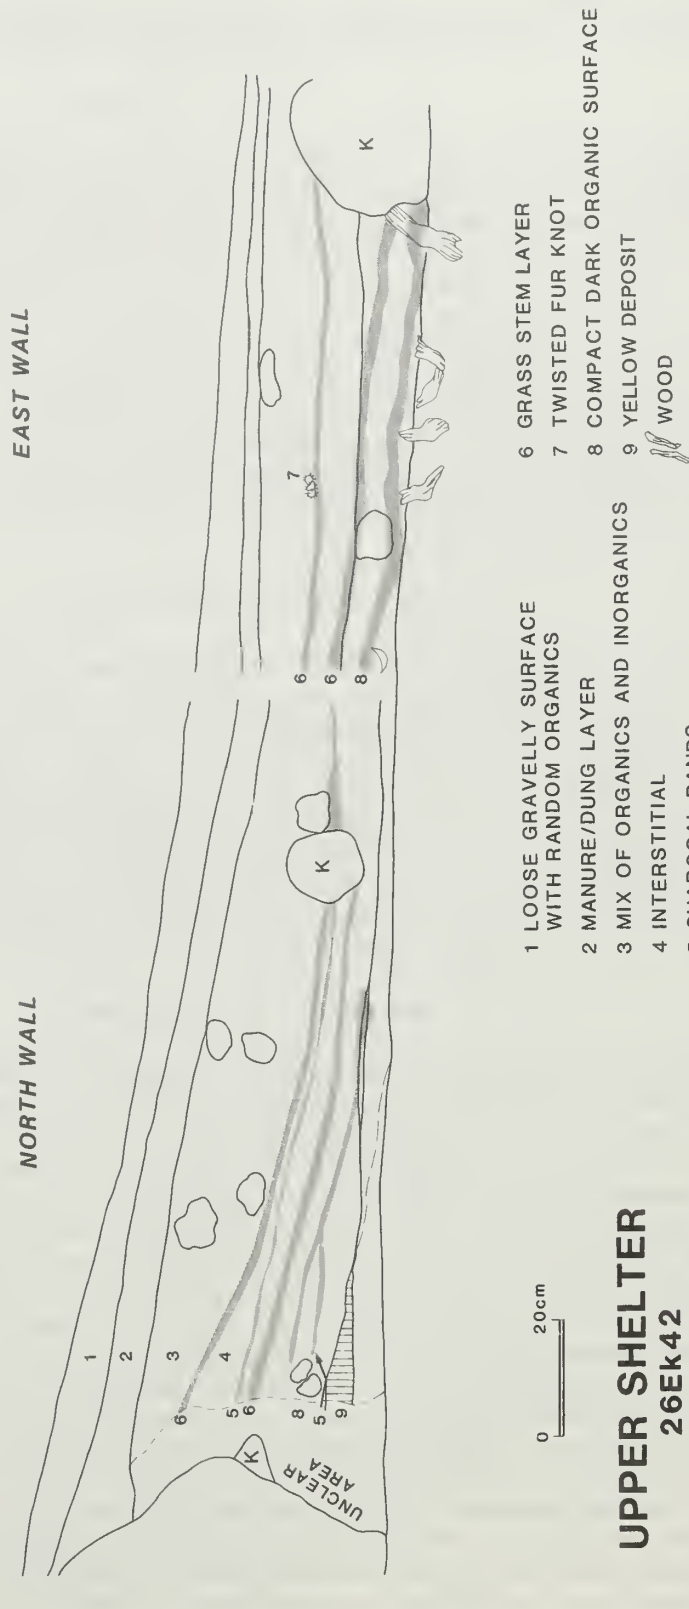 NORTH WALL
EAST WALL
1
2
3
4
6
5
6
8
5
9
K
UNCLEAR
AREA
K
6
6
8
7
K
0
20cm
UPPER SHELTER
26Ek42
1 LOOSE GRAVELLY SURFACE
WITH RANDOM ORGANICS
2 MANURE/DUNG LAYER
3 MIX OF ORGANICS AND INORGANICS
4 INTERSTITIAL
6 GRASS STEM LAYER
7 TWISTED FUR KNOT
8 COMPACT DARK ORGANIC SURFACE
9 YELLOW DEPOSIT
WOOD